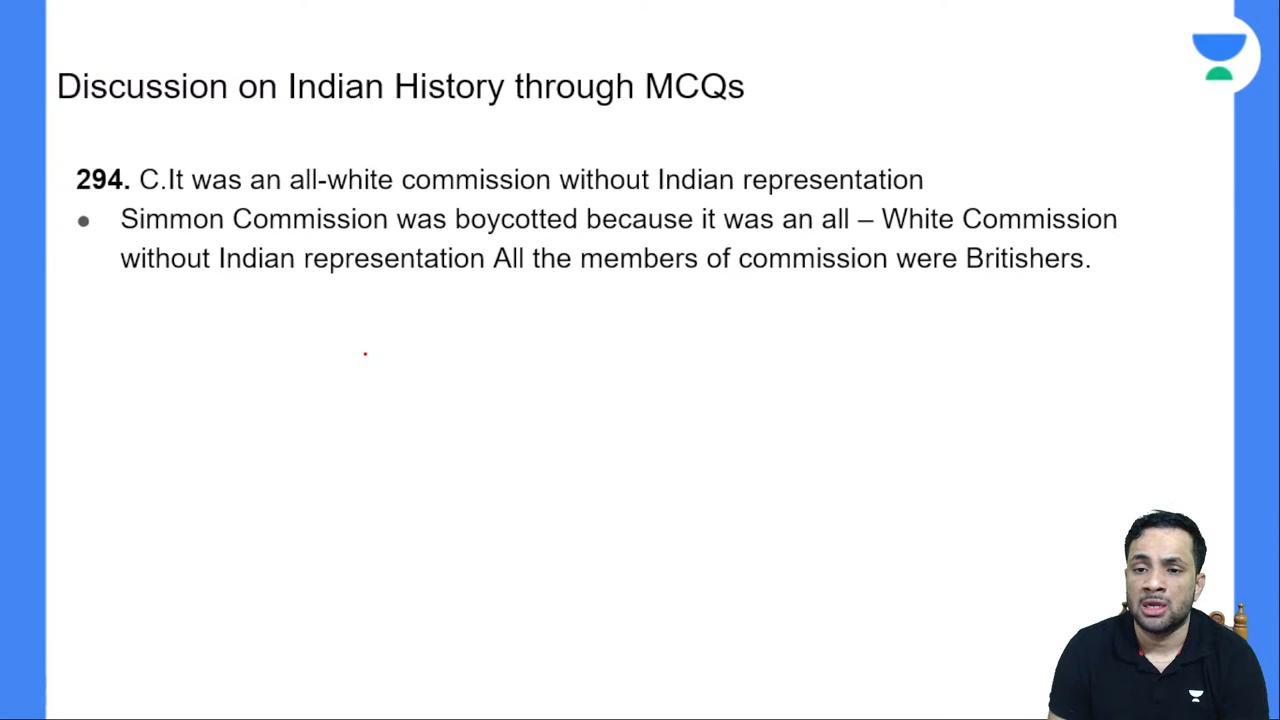 Discussion on Indian History through MCQs
294. C.It was an all-white commission without Indian representation
● Simmon Commission was boycotted because it was an all – White Commission
without Indian representation All the members of commission were Britishers.